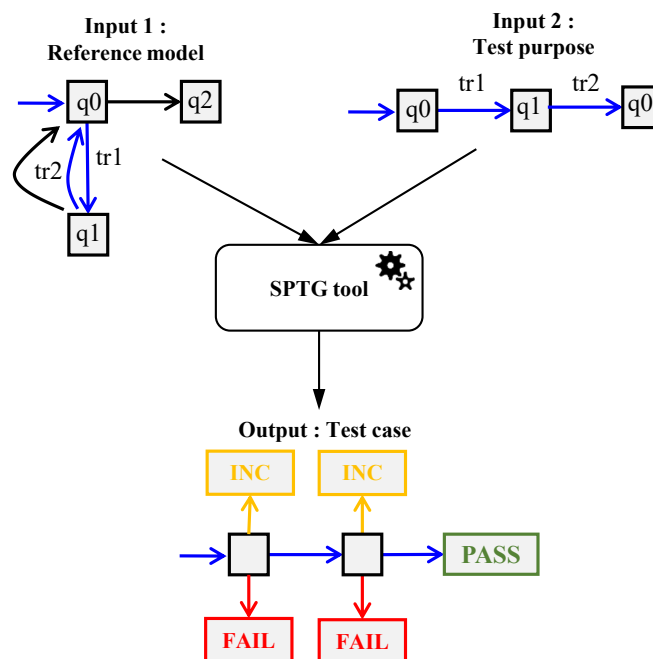 Input 1 :
Reference model
q0
q2
tr2
tr1
q1
Input 2 :
Test purpose
q0
tr1
q1
tr2
q0
SPTG tool
Output : Test case
INC
INC
PASS
FAIL
FAIL